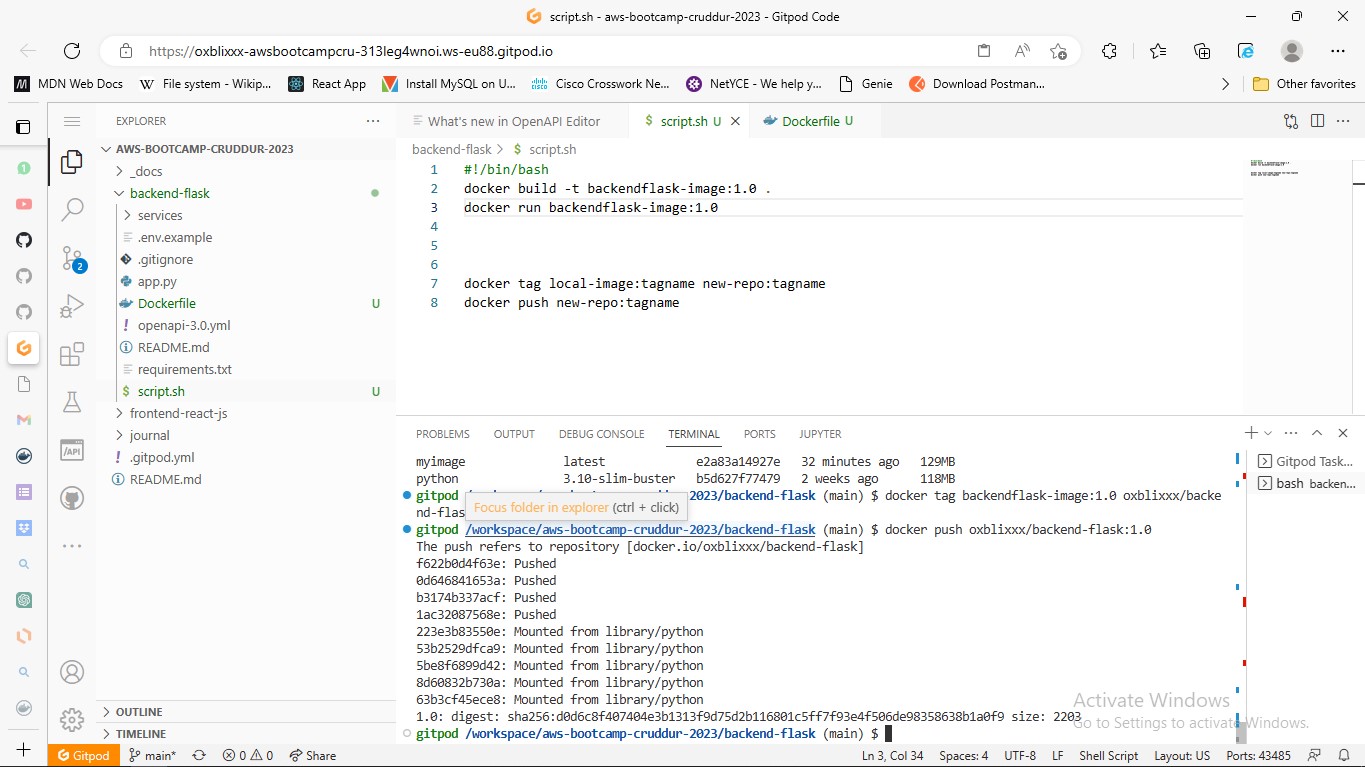 script.sh - aws-bootcamp-cruddur-2023 - Gitpod Code
https://oxblixxx-awsbootcampcru-313leg4wnoi.ws-eu88.gitpod.io
MDN Web Docs File system - Wikip... React App Install MySQL on U... Cisco Crosswork Ne... NetYCE - We help y... Genie Download Postman... Other favorites
EXPLORER
AWS-BOOTCAMP-CRUDDUR-2023
_docs
backend-flask
services
.env.example
.gitignore
app.py
Dockerfile U
openapi-3.0.yml
README.md
requirements.txt
script.sh U
frontend-react-js
journal
.gitpod.yml
README.md
OUTLINE
TIMELINE
2
/API
What's new in OpenAPI Editor script.sh U Dockerfile U
backend-flask > $ script.sh
1 #!/bin/bash
2 docker build -t backendflask-image:1.0 .
3 docker run backendflask-image:1.0
4
5
6
7 docker tag local-image:tagname new-repo:tagname
8 docker push new-repo:tagname
PROBLEMS OUTPUT DEBUG CONSOLE TERMINAL PORTS JUPYTER
myimage latest e2a83a14927e 32 minutes ago 129MB
python 3.10-slim-buster b5d627f77479 2 weeks ago 118MB
gitpod 2023/backend-flask (main) $ docker tag backendflask-image:1.0 oxblixxx/backe
nd-flas
Focus folder in explorer (ctrl + click)
gitpod /workspace/aws-bootcamp-cruddur-2023/backend-flask (main) $ docker push oxblixxx/backend-flask:1.0
The push refers to repository [docker.io/oxblixxx/backend-flask]
f622b0d4f63e: Pushed
0d646841653a: Pushed
b3174b337acf: Pushed
1ac32087568e: Pushed
223e3b83550e: Mounted from library/python
53b2529dfca9: Mounted from library/python
5be8f6899d42: Mounted from library/python
8d60832b730a: Mounted from library/python
63b3cf45ece8: Mounted from library/python
1.0: digest: sha256:d0d6c8f407404e3b1313f9d75d2b116801c5ff7f93e4f506de98358638b1a0f9 size: 2203
gitpod /workspace/aws-bootcamp-cruddur-2023/backend-flask (main) $
Gitpod Task...
bash backen...
Activate Windows
Go to Settings to activate Windows.
Gitpod main* 0 0 Share Ln 3, Col 34 Spaces: 4 UTF-8 LF Shell Script Layout: US Ports: 43485